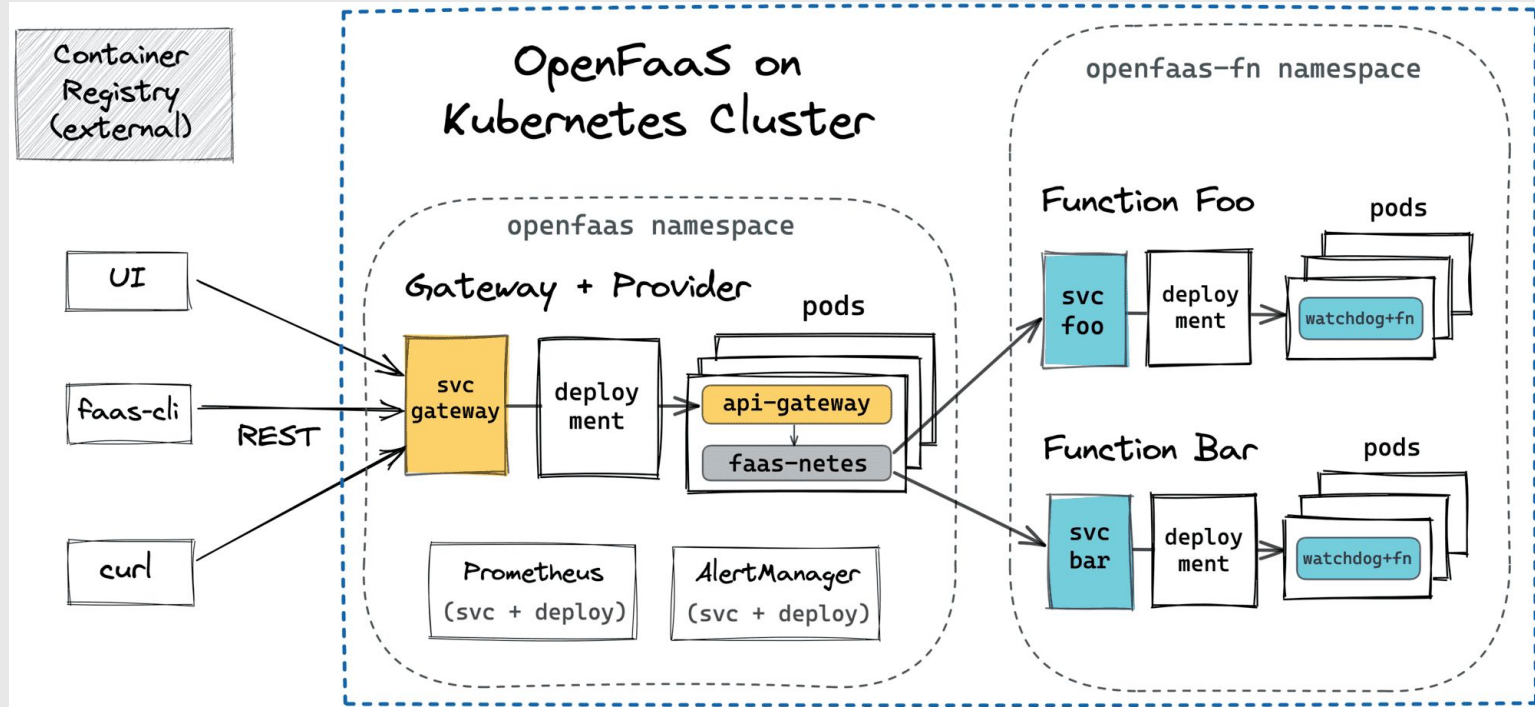 Container
Registry
(external)
OpenFaaS on
Kubernetes Cluster
openfaas-fn namespace
openfaas namespace
Gateway + Provider
pods
UI
faas-cli
REST
curl
svc
gateway
deploy
ment
api-gateway
faas-netes
Prometheus
(svc + deploy)
AlertManager
(svc + deploy)
Function Foo
pods
svc
foo
deploy
ment
watchdog+fn
Function Bar
pods
svc
bar
deploy
ment
watchdog+fn